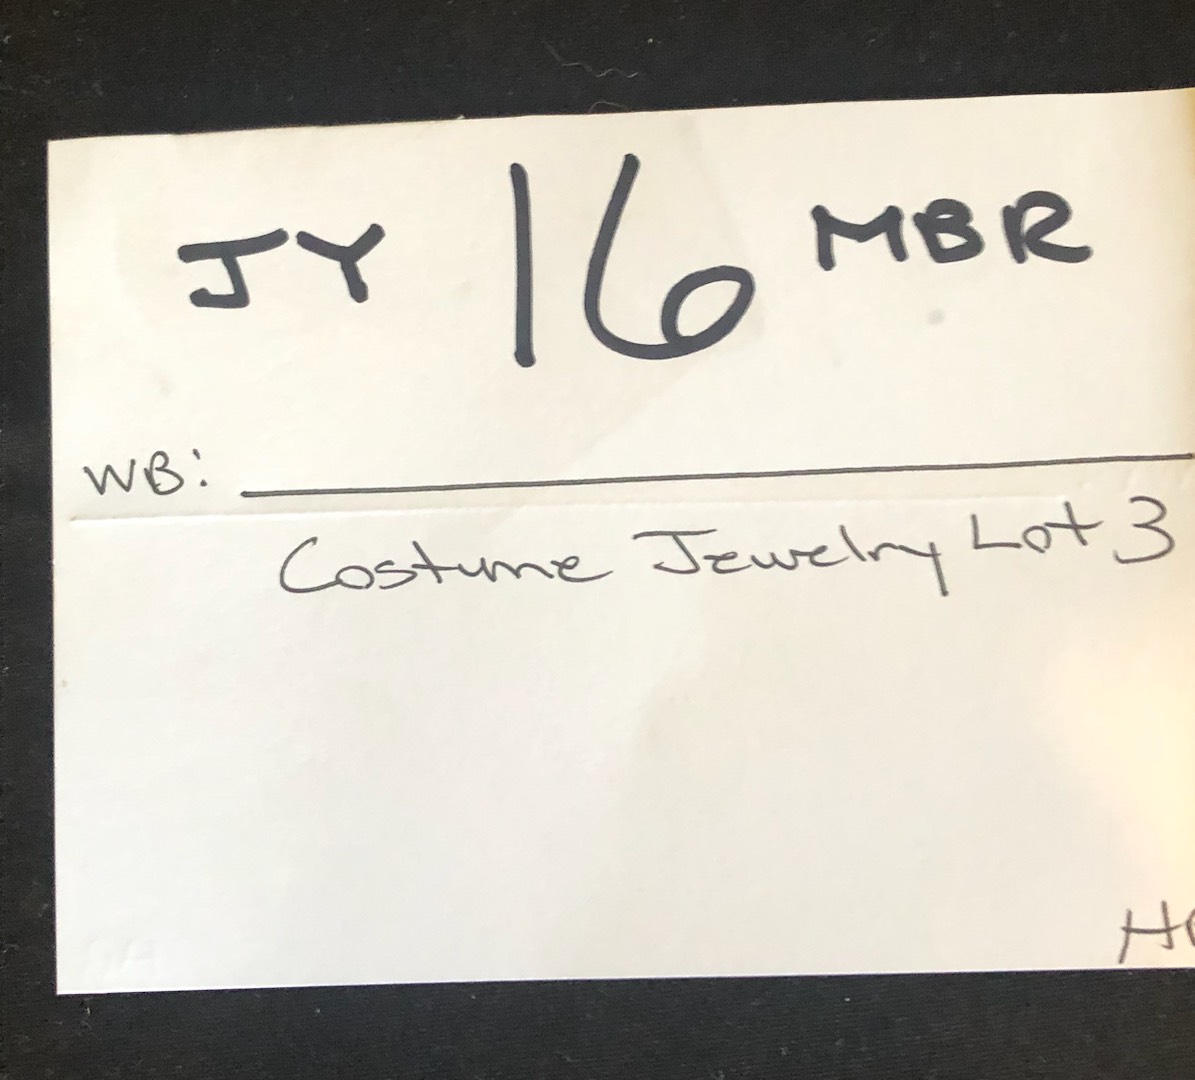 JY 16 MBR
WB:
Costume Jewelry Lot 3